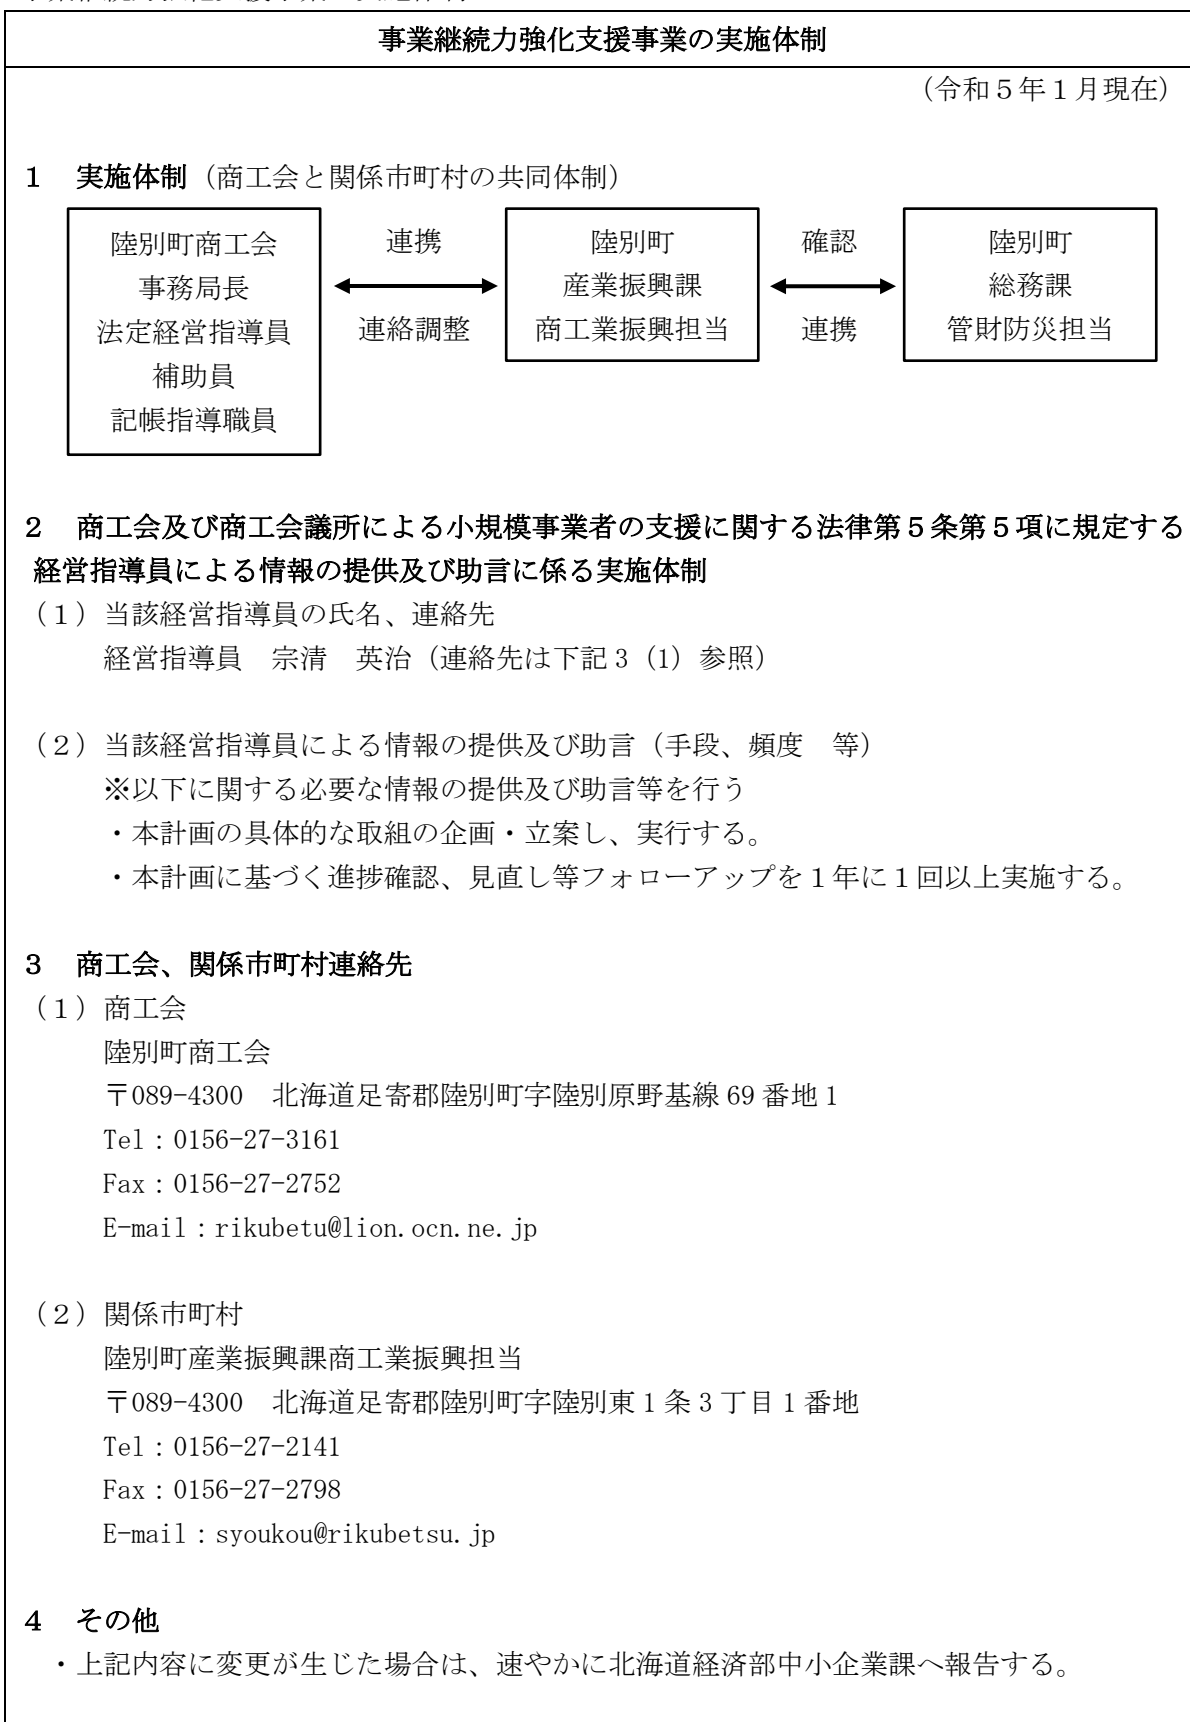 事業継続力強化支援事業の実施体制
（令和５年１月現在）
１　実施体制（商工会と関係市町村の共同体制）
陸別町商工会
事務局長
法定経営指導員
補助員
記帳指導職員
連携
連絡調整
陸別町
産業振興課
商工業振興担当
確認
連携
陸別町
総務課
管財防災担当
２　商工会及び商工会議所による小規模事業者の支援に関する法律第５条第５項に規定する
経営指導員による情報の提供及び助言に係る実施体制
（１）当該経営指導員の氏名、連絡先
経営指導員　宗清　英治（連絡先は下記 3（1）参照）
（２）当該経営指導員による情報の提供及び助言（手段、頻度　等）
※以下に関する必要な情報の提供及び助言等を行う
・本計画の具体的な取組の企画・立案し、実行する。
・本計画に基づく進捗確認、見直し等フォローアップを１年に１回以上実施する。
３　商工会、関係市町村連絡先
（１）商工会
陸別町商工会
〒089-4300　北海道足寄郡陸別町字陸別原野基線 69 番地 1
Tel：0156-27-3161
Fax：0156-27-2752
E-mail：rikubetu@lion.ocn.ne.jp
（２）関係市町村
陸別町産業振興課商工業振興担当
〒089-4300　北海道足寄郡陸別町字陸別東 1 条 3 丁目 1 番地
Tel：0156-27-2141
Fax：0156-27-2798
E-mail：syoukou@rikubetsu.jp
４　その他
・上記内容に変更が生じた場合は、速やかに北海道経済部中小企業課へ報告する。